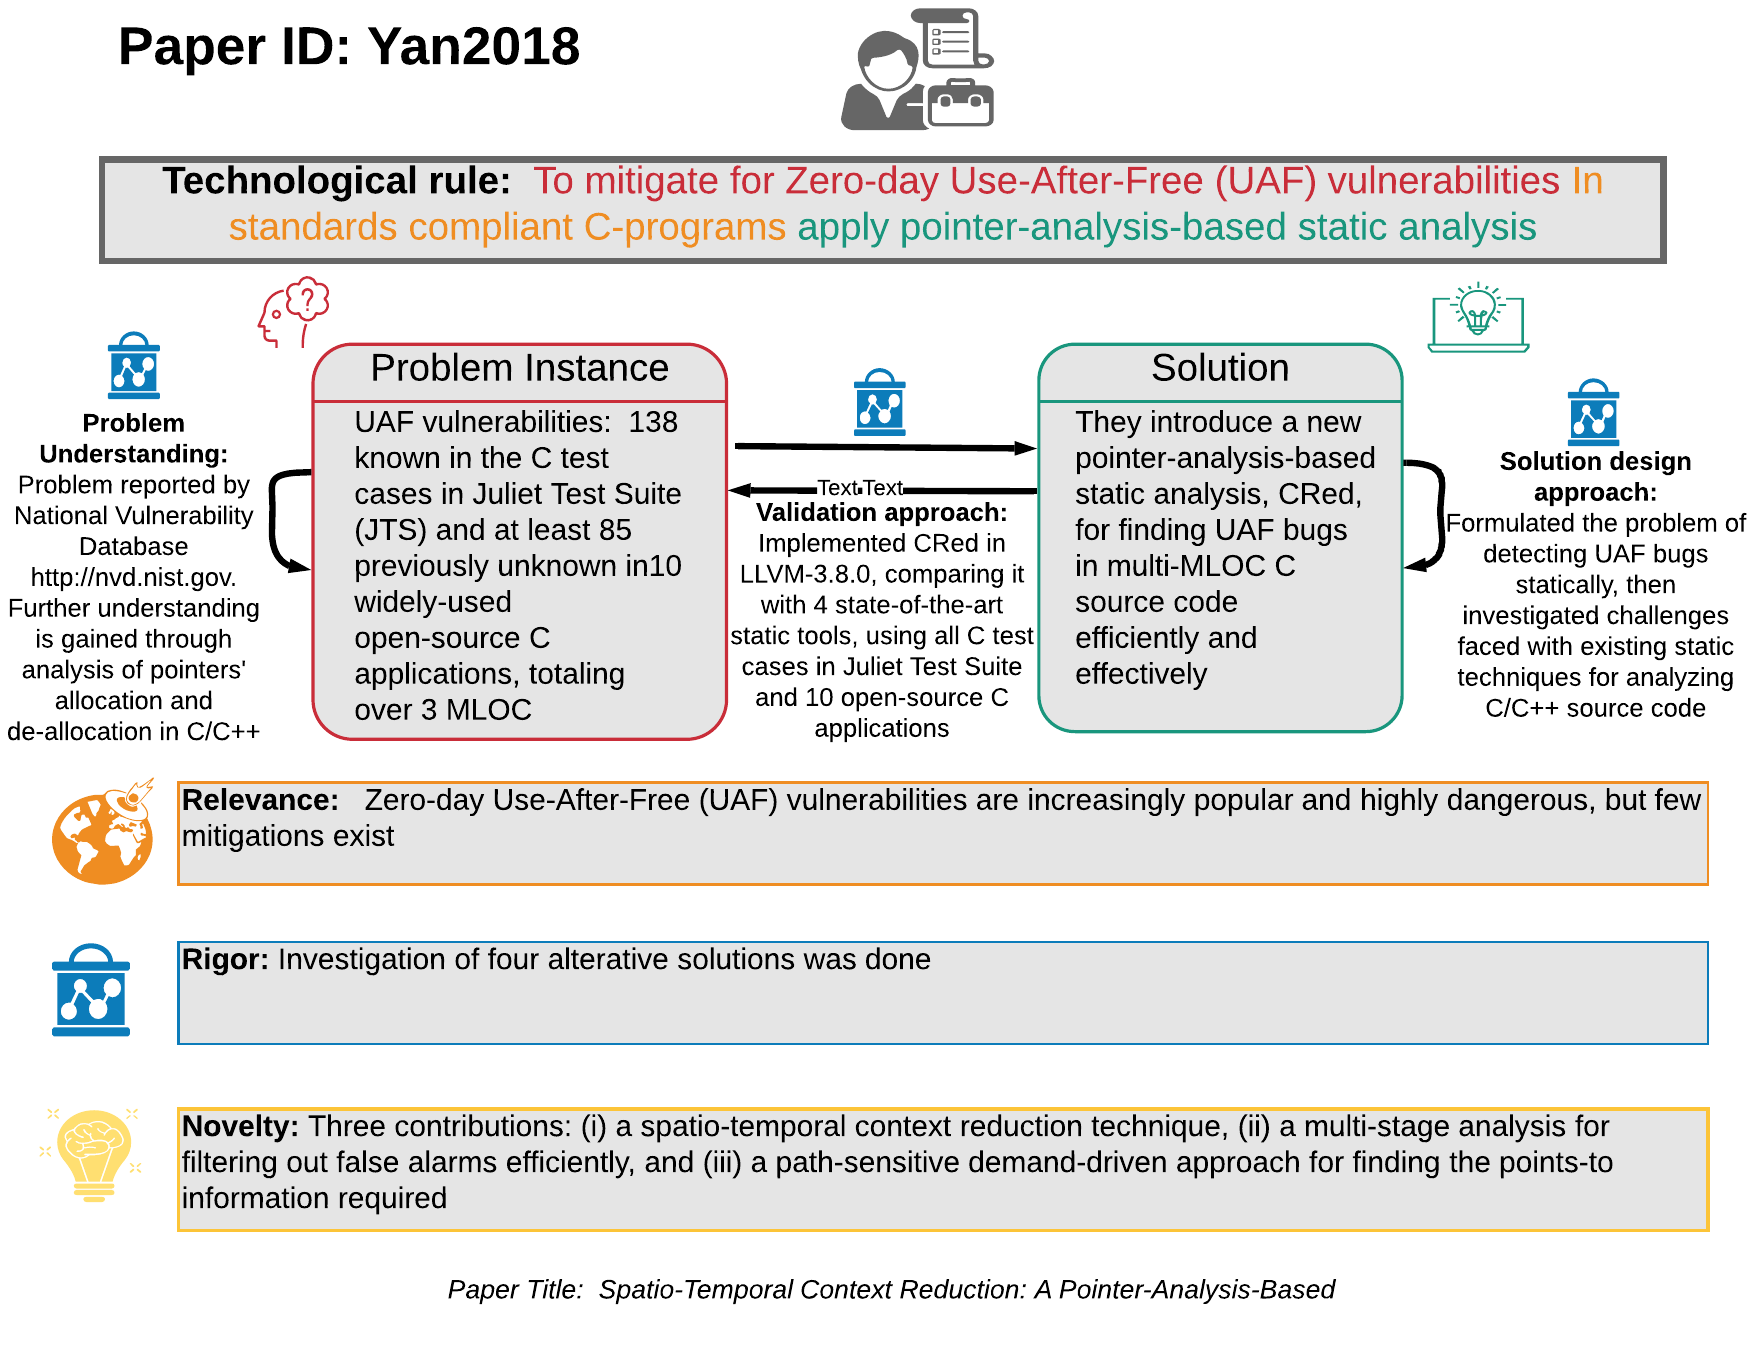 Paper ID: Yan2018
Technological rule: To mitigate for Zero-day Use-After-Free (UAF) vulnerabilities In
standards compliant C-programs apply pointer-analysis-based static analysis
Problem
Understanding:
Problem reported by
National Vulnerability
Database
http://nvd.nist.gov.
Further understanding
is gained through
analysis of pointers'
allocation and
de-allocation in C/C++
Problem Instance
UAF vulnerabilities: 138
known in the C test
cases in Juliet Test Suite
(JTS) and at least 85
previously unknown in10
widely-used
open-source C
applications, totaling
over 3 MLOC
Text Text
Validation approach:
Implemented CRed in
LLVM-3.8.0, comparing it
with 4 state-of-the-art
static tools, using all C test
cases in Juliet Test Suite
and 10 open-source C
applications
Solution
They introduce a new
pointer-analysis-based
static analysis, CRed,
for finding UAF bugs
in multi-MLOC C
source code
efficiently and
effectively
Solution design
approach:
Formulated the problem of
detecting UAF bugs
statically, then
investigated challenges
faced with existing static
techniques for analyzing
C/C++ source code
Relevance: Zero-day Use-After-Free (UAF) vulnerabilities are increasingly popular and highly dangerous, but few
mitigations exist
Rigor: Investigation of four alterative solutions was done
Novelty: Three contributions: (i) a spatio-temporal context reduction technique, (ii) a multi-stage analysis for
filtering out false alarms efficiently, and (iii) a path-sensitive demand-driven approach for finding the points-to
information required
Paper Title: Spatio-Temporal Context Reduction: A Pointer-Analysis-Based